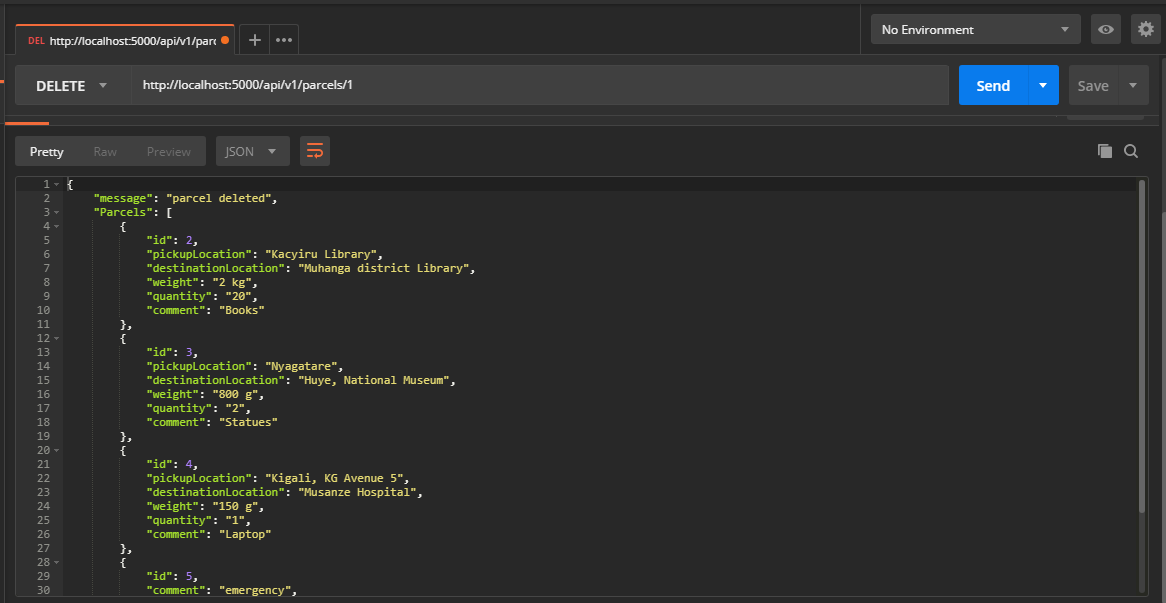 DEL http://localhost:5000/api/v1/parc
No Environment
DELETE
http://localhost:5000/api/v1/parcels/1
Send
Save
Pretty
Raw
Preview
JSON
1 {
2 "message": "parcel deleted",
3 "Parcels": [
4 {
5 "id": 2,
6 "pickupLocation": "Kacyiru Library",
7 "destinationLocation": "Muhanga district Library",
8 "weight": "2 kg",
9 "quantity": "20",
10 "comment": "Books"
11 },
12 {
13 "id": 3,
14 "pickupLocation": "Nyagatare",
15 "destinationLocation": "Huye, National Museum",
16 "weight": "800 g",
17 "quantity": "2",
18 "comment": "Statues"
19 },
20 {
21 "id": 4,
22 "pickupLocation": "Kigali, KG Avenue 5",
23 "destinationLocation": "Musanze Hospital",
24 "weight": "150 g",
25 "quantity": "1",
26 "comment": "Laptop"
27 },
28 {
29 "id": 5,
30 "comment": "emergency",